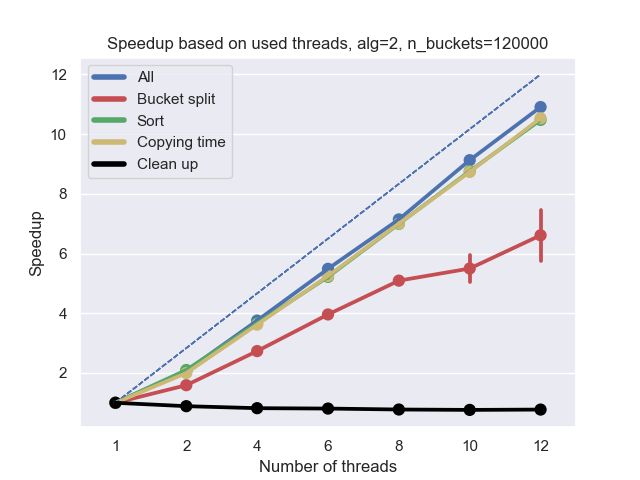 Speedup based on used threads, alg=2, n_buckets=120000
All
Bucket split
Sort
Copying time
Clean up
12
10
8
6
4
2
Speedup
1 2 4 6 8 10 12
Number of threads